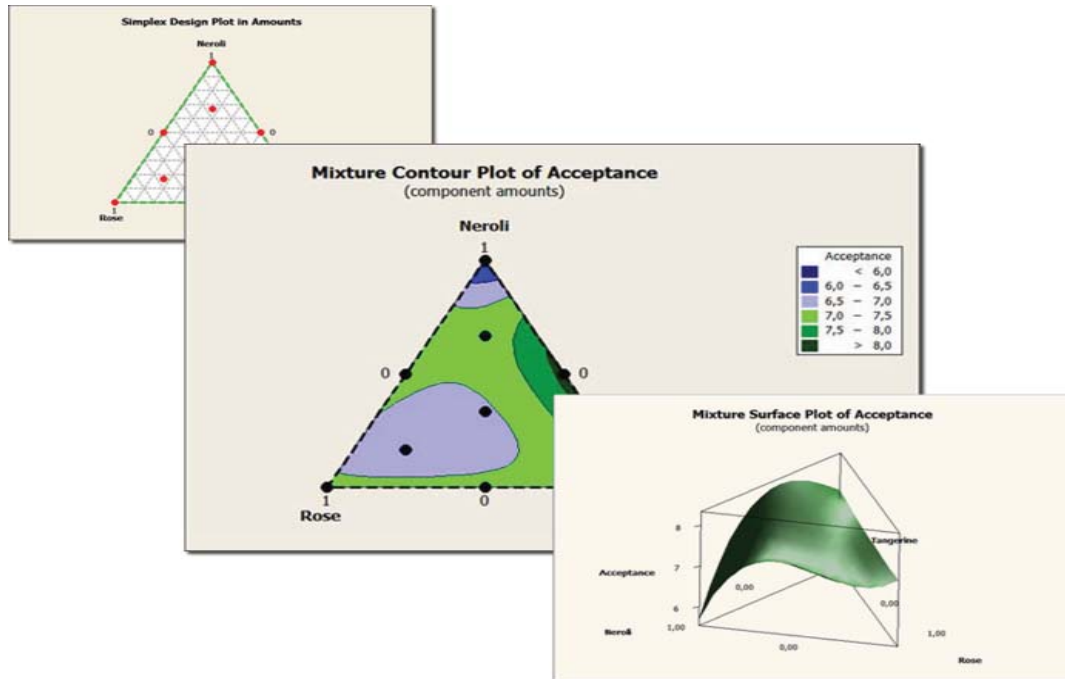 Simplex Design Plot in Amounts
Neroli
1
0
0
1
Rose
Mixture Contour Plot of Acceptance
(component amounts)
Neroli
1
Acceptance
< 6,0
6,0 – 6,5
6,5 – 7,0
7,0 – 7,5
7,5 – 8,0
> 8,0
0
0
1
0
Rose
Mixture Surface Plot of Acceptance
(component amounts)
8
Tangerine
Acceptance
7
0,00
0,00
6
Neroli
1,00
1,00
0,00
Rose